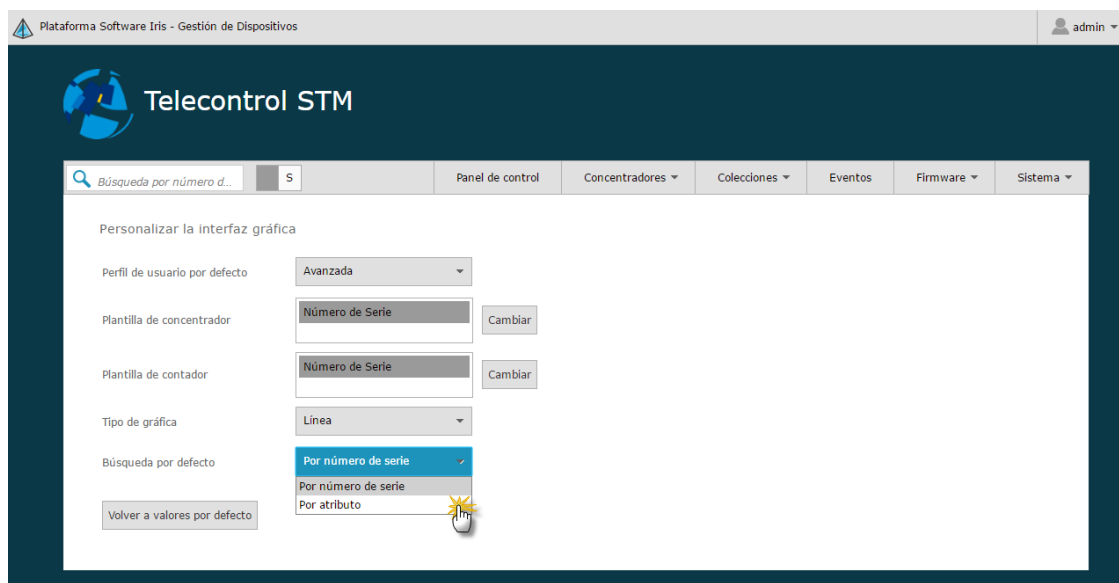 Plataforma Software Iris - Gestión de Dispositivos
admin
Telecontrol STM
Búsqueda por número d...
S
Panel de control
Concentradores
Colecciones
Eventos
Firmware
Sistema
Personalizar la interfaz gráfica
Perfil de usuario por defecto
Avanzada
Plantilla de concentrador
Número de Serie
Cambiar
Plantilla de contador
Número de Serie
Cambiar
Tipo de gráfica
Línea
Búsqueda por defecto
Por número de serie
Por número de serie
Por atributo
Volver a valores por defecto